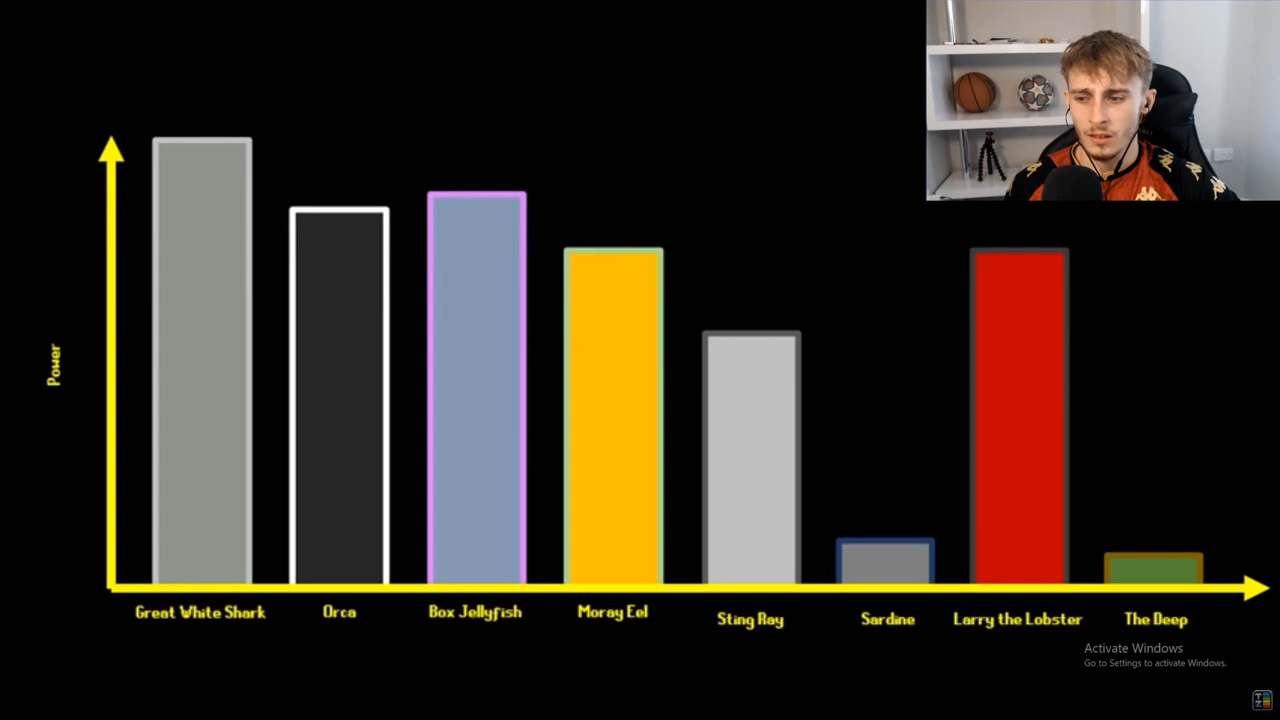 Power
Great White Shark
Orca
Box Jellyfish
Moray Eel
Sting Ray
Sardine
Larry the Lobster
The Deep
Activate Windows
Go to Settings to activate Windows.